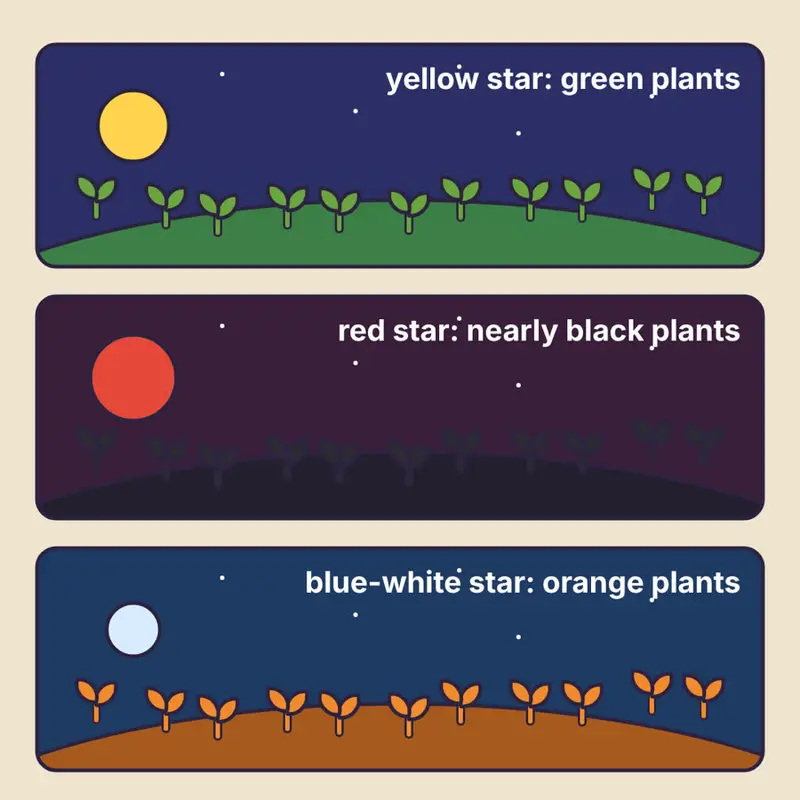 yellow star: green plants
red star: nearly black plants
blue-white star: orange plants